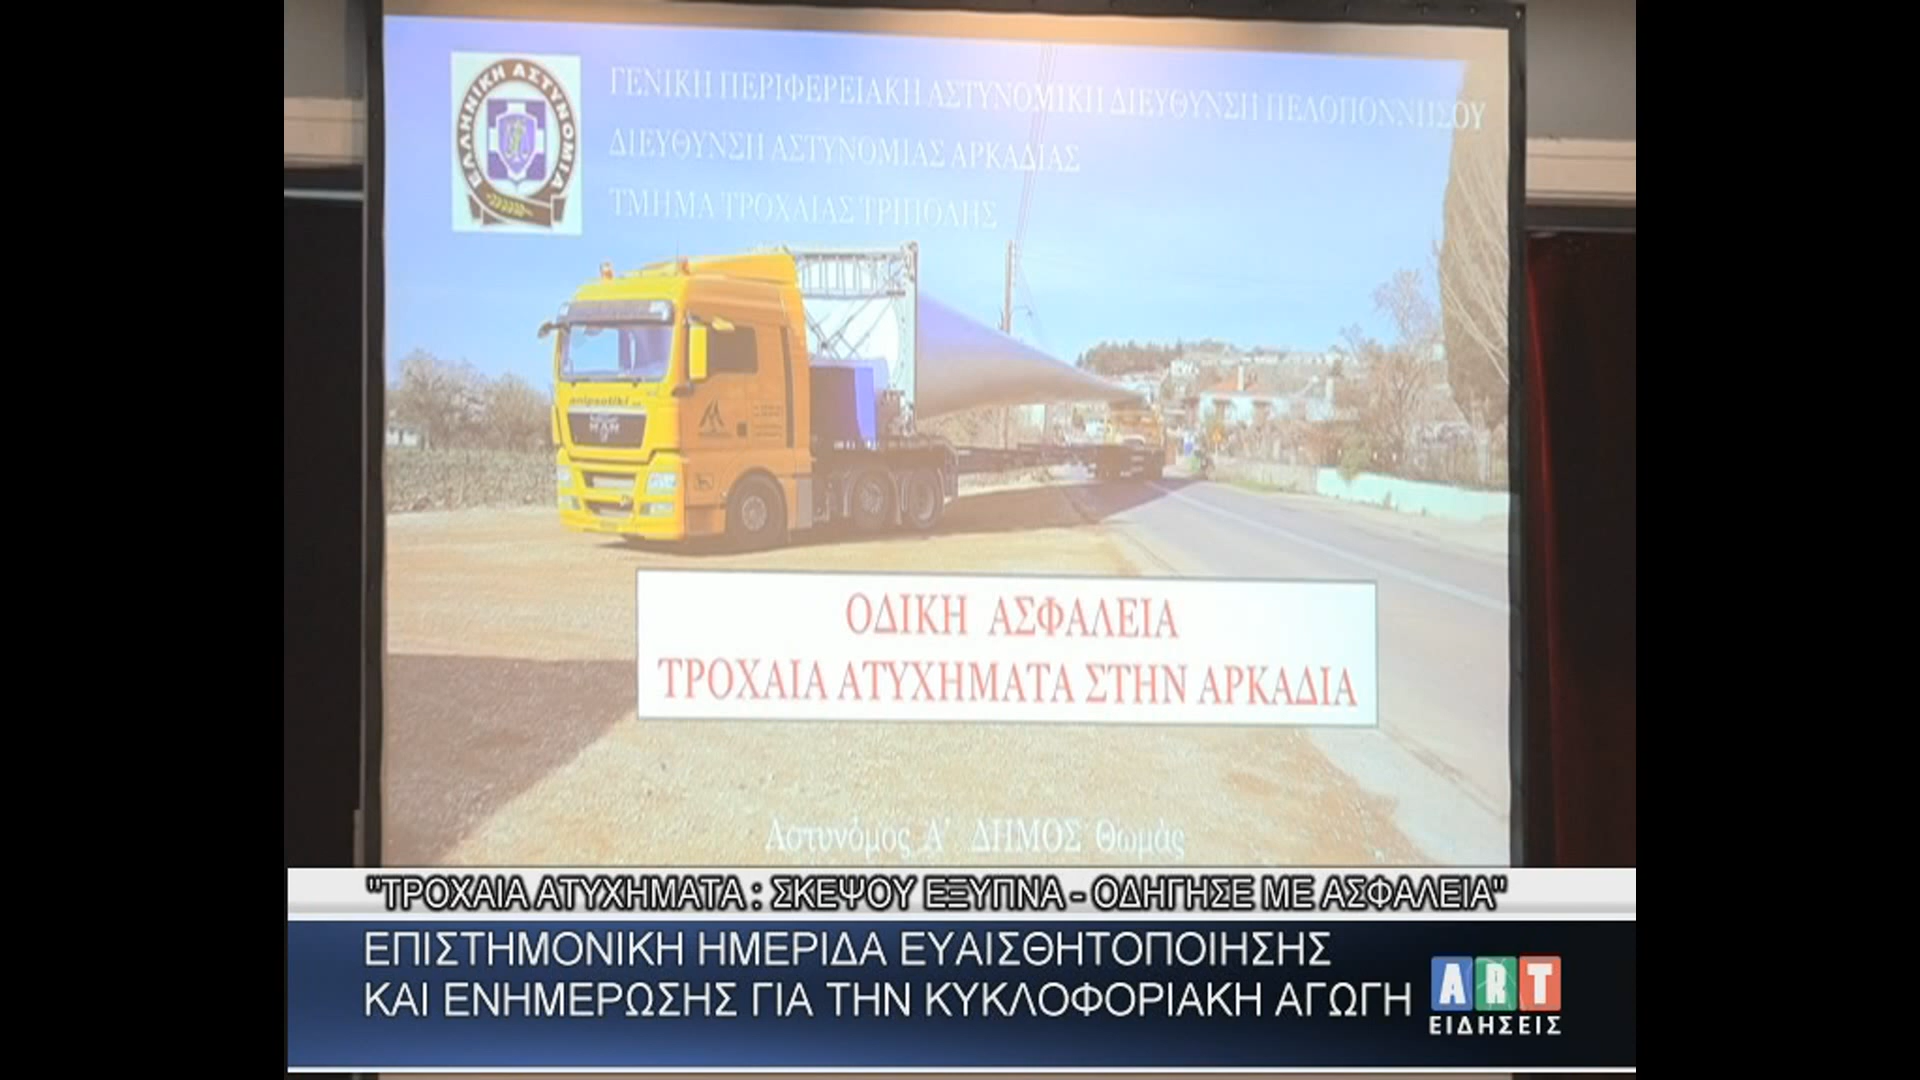 ΕΛΛΗΝΙΚΗ ΑΣΤΥΝΟΜΙΑ
ΓΕΝΙΚΗ ΠΕΡΙΦΕΡΕΙΑΚΗ ΑΣΤΥΝΟΜΙΚΗ ΔΙΕΥΘΥΝΣΗ ΠΕΛΟΠΟΝΝΗΣΟΥ
ΔΙΕΥΘΥΝΣΗ ΑΣΤΥΝΟΜΙΑΣ ΑΡΚΑΔΙΑΣ
ΤΜΗΜΑ ΤΡΟΧΑΙΑΣ ΤΡΙΠΟΛΗΣ
anipsotiki
MAN
ΟΔΙΚΗ ΑΣΦΑΛΕΙΑ
ΤΡΟΧΑΙΑ ΑΤΥΧΗΜΑΤΑ ΣΤΗΝ ΑΡΚΑΔΙΑ
Αστυνόμος Α΄ ΔΗΜΟΣ Θωμάς
"ΤΡΟΧΑΙΑ ΑΤΥΧΗΜΑΤΑ : ΣΚΕΨΟΥ ΕΞΥΠΝΑ - ΟΔΗΓΗΣΕ ΜΕ ΑΣΦΑΛΕΙΑ"
ΕΠΙΣΤΗΜΟΝΙΚΗ ΗΜΕΡΙΔΑ ΕΥΑΙΣΘΗΤΟΠΟΙΗΣΗΣ
ΚΑΙ ΕΝΗΜΕΡΩΣΗΣ ΓΙΑ ΤΗΝ ΚΥΚΛΟΦΟΡΙΑΚΗ ΑΓΩΓΗ
ART
ΕΙΔΗΣΕΙΣ